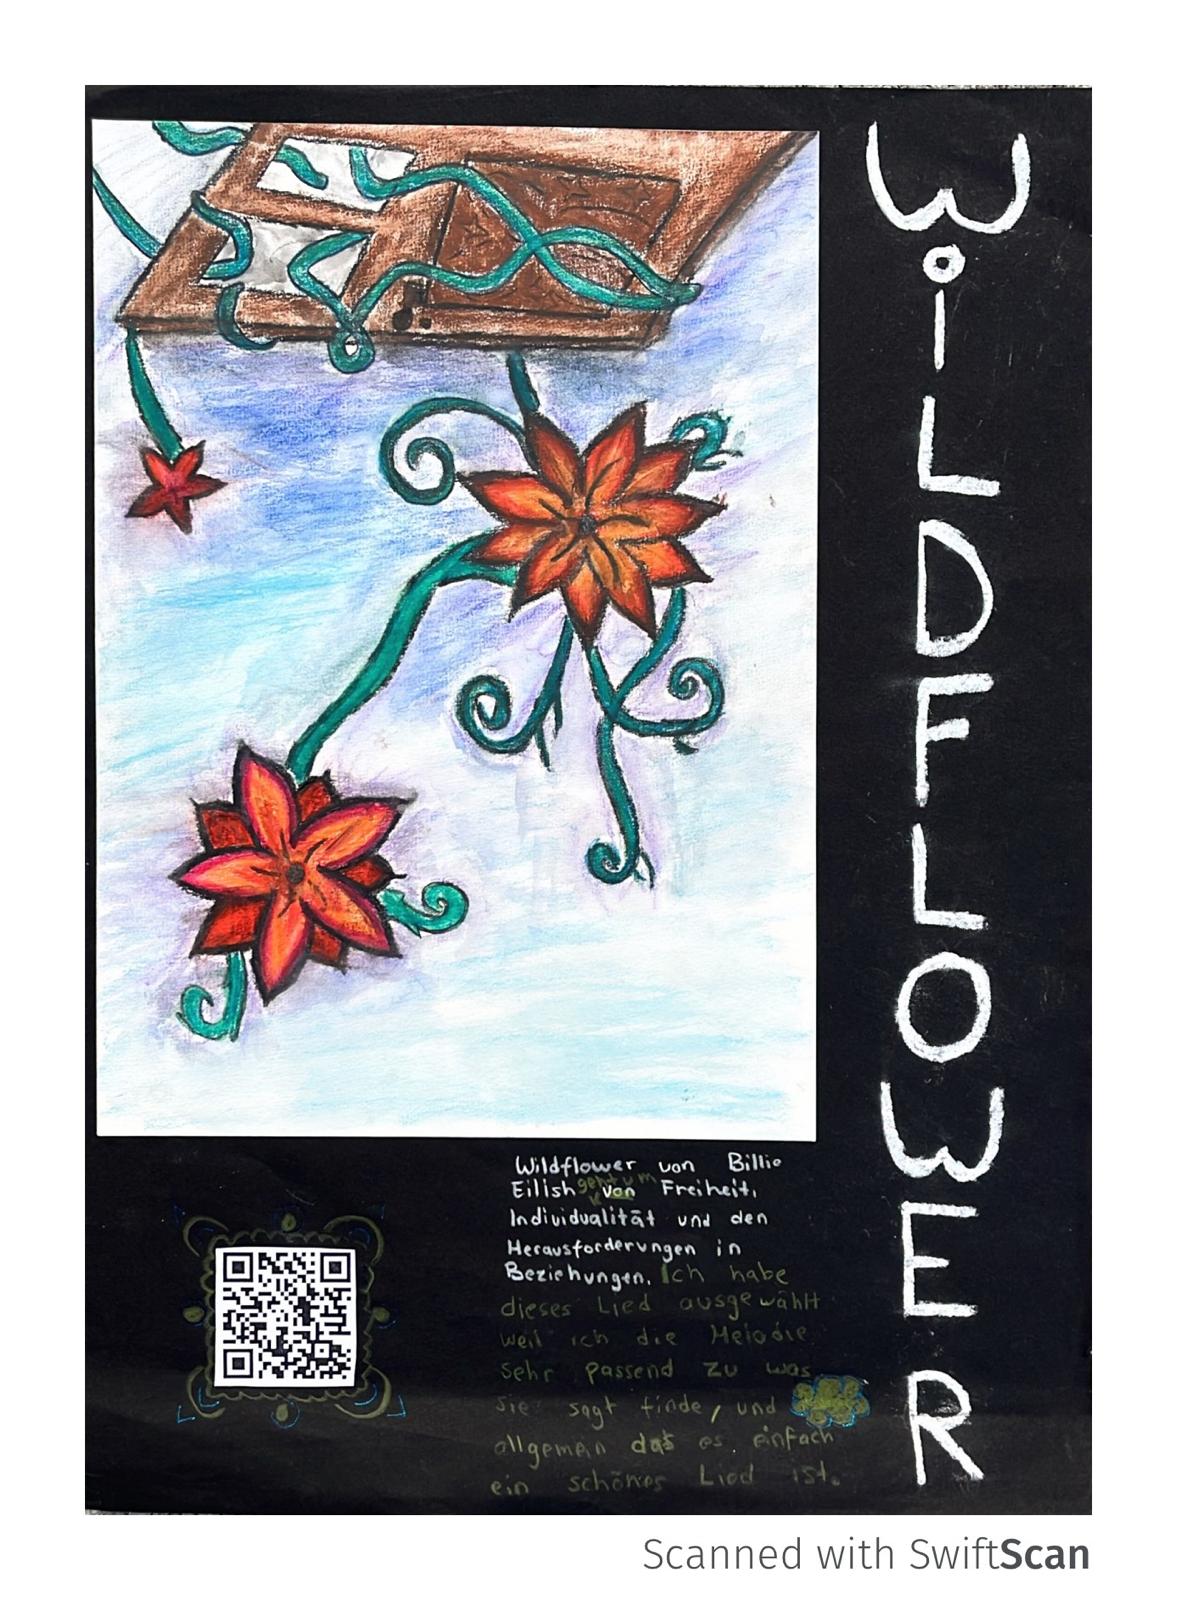 WiLDFLOWER
Wildflower von Billie
Eilish geht um von Freiheit,
Individualität und den
Herausforderungen in
Beziehungen. Ich habe
dieses Lied ausgewählt
weil ich die Melodie
sehr passend zu was
sie sagt finde, und
allgemein das es einfach
ein schönes Lied ist.
Scanned with SwiftScan